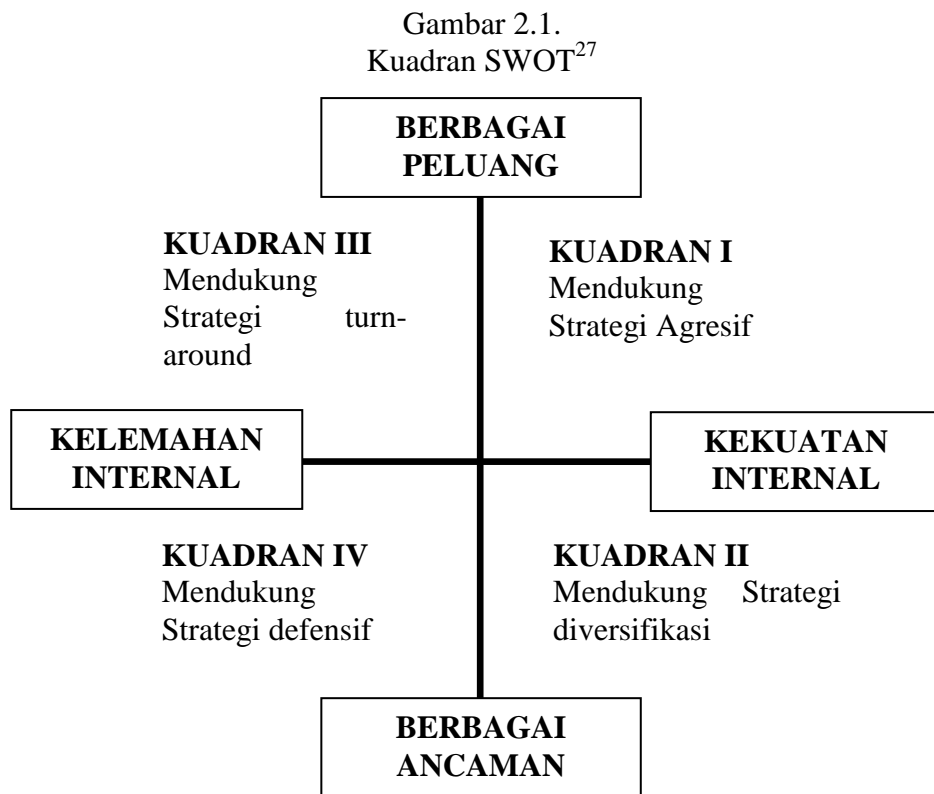 Gambar 2.1.
Kuadran SWOT27
BERBAGAI
PELUANG
KUADRAN III
Mendukung
Strategi turn-
around
KUADRAN I
Mendukung
Strategi Agresif
KELEMAHAN
INTERNAL
KEKUATAN
INTERNAL
KUADRAN IV
Mendukung
Strategi defensif
KUADRAN II
Mendukung Strategi
diversifikasi
BERBAGAI
ANCAMAN